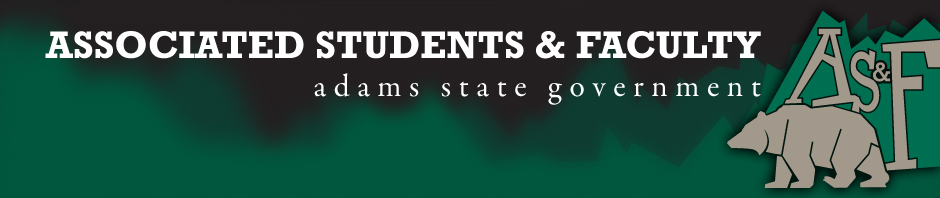 ASSOCIATED STUDENTS & FACULTY
adams state government
AS&F